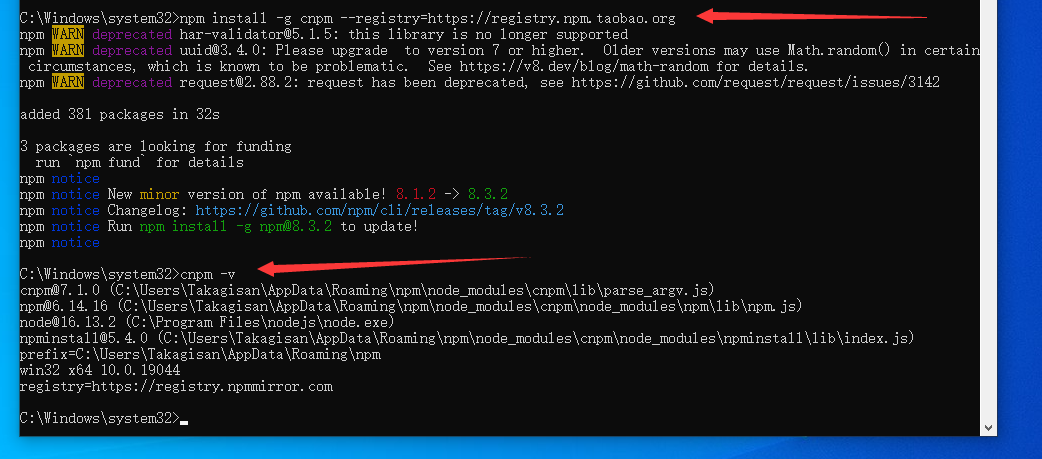 C:\Windows\system32>npm install -g cnpm --registry=https://registry.npm.taobao.org
npm WARN deprecated har-validator@5.1.5: this library is no longer supported
npm WARN deprecated uuid@3.4.0: Please upgrade  to version 7 or higher.  Older versions may use Math.random() in certain
 circumstances, which is known to be problematic.  See https://v8.dev/blog/math-random for details.
npm WARN deprecated request@2.88.2: request has been deprecated, see https://github.com/request/request/issues/3142
added 381 packages in 32s
3 packages are looking for funding
  run `npm fund` for details
npm notice
npm notice New minor version of npm available! 8.1.2 -> 8.3.2
npm notice Changelog: https://github.com/npm/cli/releases/tag/v8.3.2
npm notice Run npm install -g npm@8.3.2 to update!
npm notice
C:\Windows\system32>cnpm -v
cnpm@7.1.0 (C:\Users\Takagisan\AppData\Roaming\npm\node_modules\cnpm\lib\parse_argv.js)
npm@6.14.16 (C:\Users\Takagisan\AppData\Roaming\npm\node_modules\cnpm\node_modules\npm\lib\npm.js)
node@16.13.2 (C:\Program Files\nodejs\node.exe)
npminstall@5.4.0 (C:\Users\Takagisan\AppData\Roaming\npm\node_modules\cnpm\node_modules\npminstall\lib\index.js)
prefix=C:\Users\Takagisan\AppData\Roaming\npm
win32 x64 10.0.19044
registry=https://registry.npmmirror.com
C:\Windows\system32>